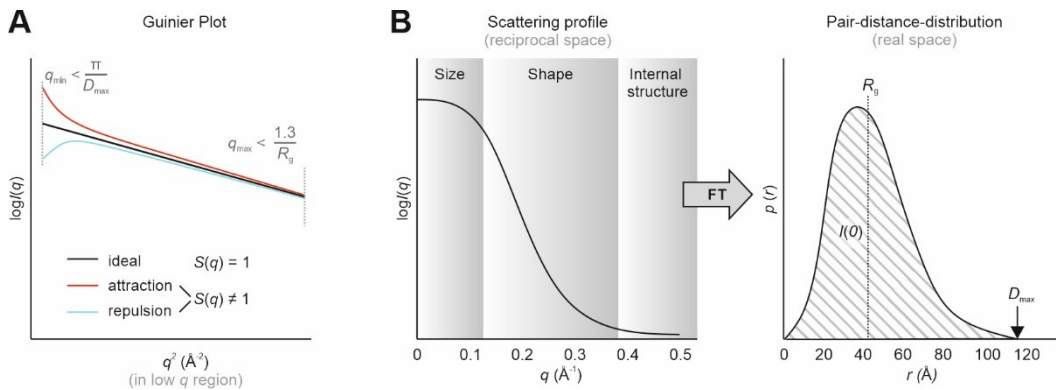 A
Guinier Plot
q_min < π/D_max
q_max < 1.3/R_g
logI(q)
ideal S(q) = 1
attraction
S(q) ≠ 1
repulsion
q² (Å⁻²)
(in low q region)
B
Scattering profile
(reciprocal space)
Size
Shape
Internal
structure
logI(q)
0 0.1 0.2 0.3 0.4 0.5
q (Å⁻¹)
FT
Pair-distance-distribution
(real space)
R_g
p (r)
I(0)
D_max
0 20 40 60 80 100 120
r (Å)